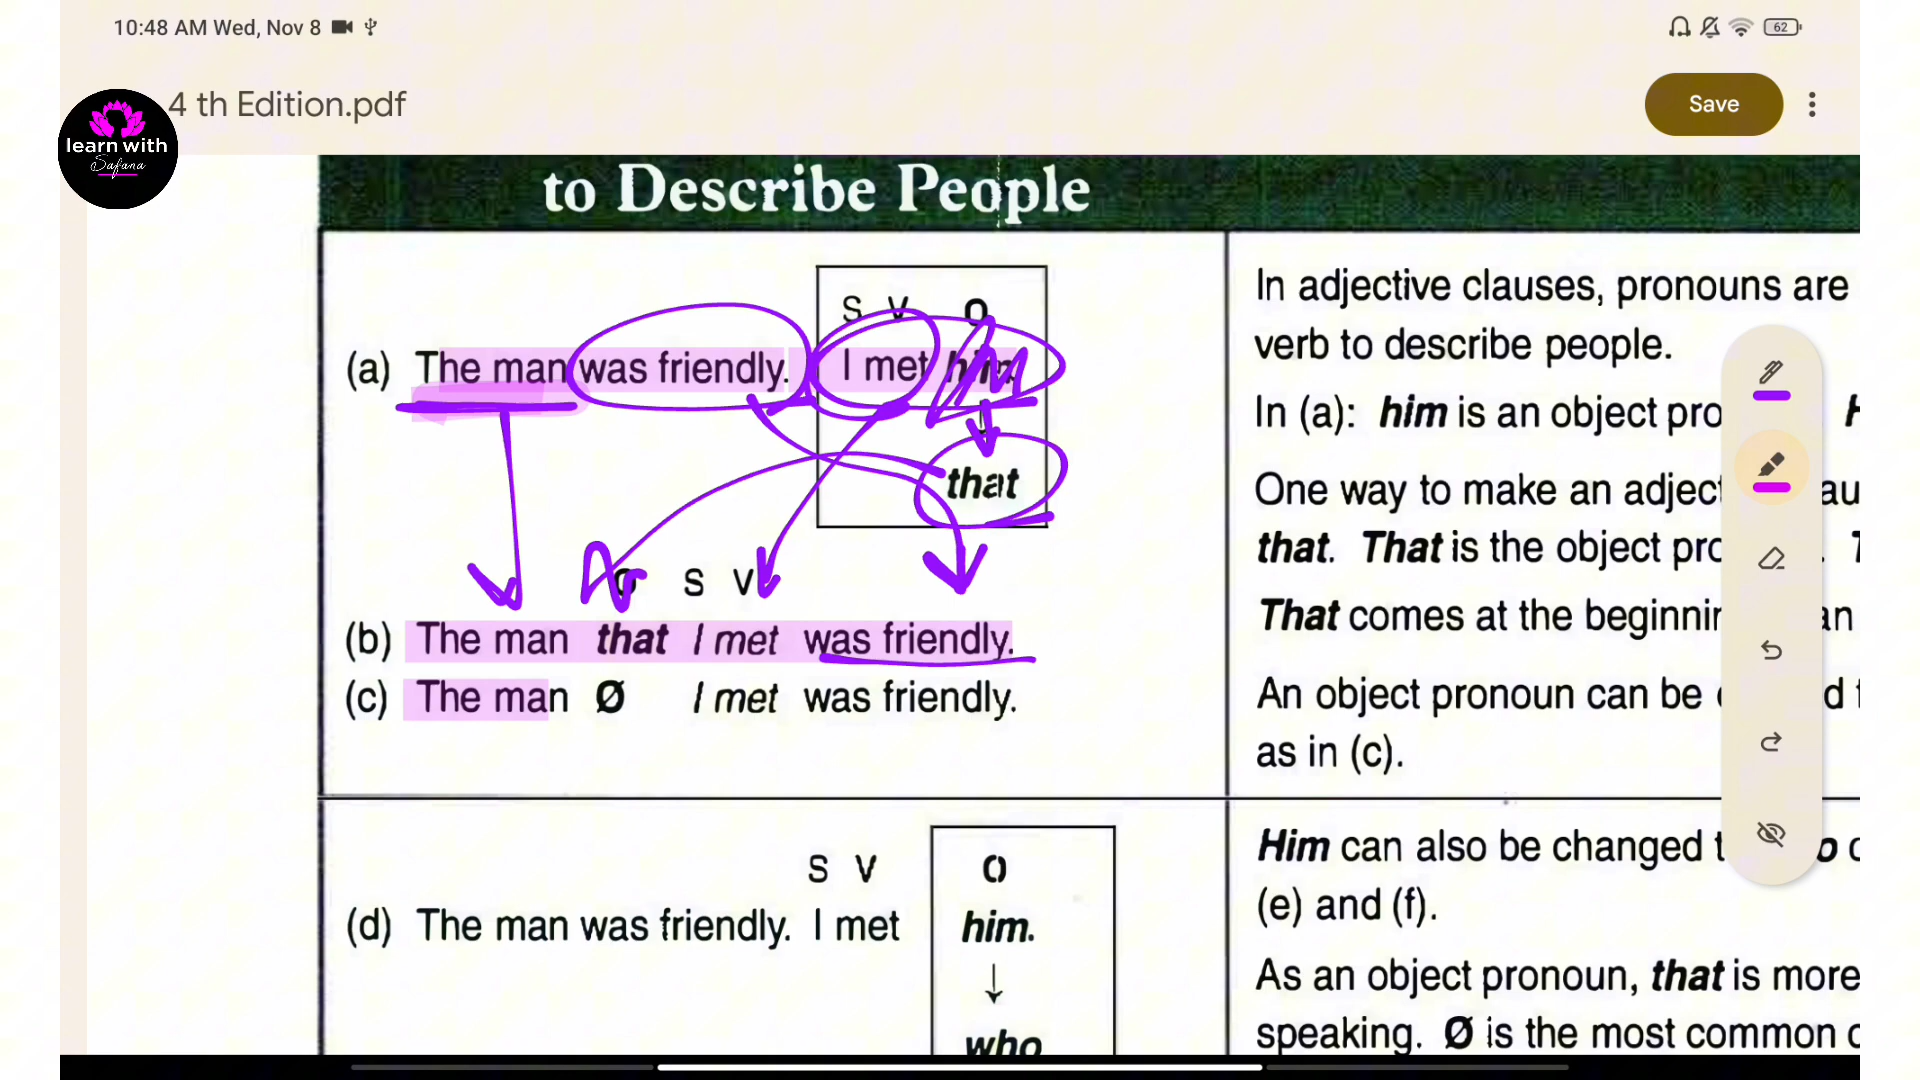 10:48 AM Wed, Nov 8
62
4 th Edition.pdf
Save
learn with
Safana
to Describe People
S V O
(a) The man was friendly. I met him.
that
O S V
(b) The man that I met was friendly.
(c) The man Ø I met was friendly.
In adjective clauses, pronouns are
verb to describe people.
In (a): him is an object pro
One way to make an adject
that. That is the object pro
That comes at the beginnin
An object pronoun can be
as in (c).
S V O
(d) The man was friendly. I met him.
who
Him can also be changed t
(e) and (f).
As an object pronoun, that is more
speaking. Ø is the most common